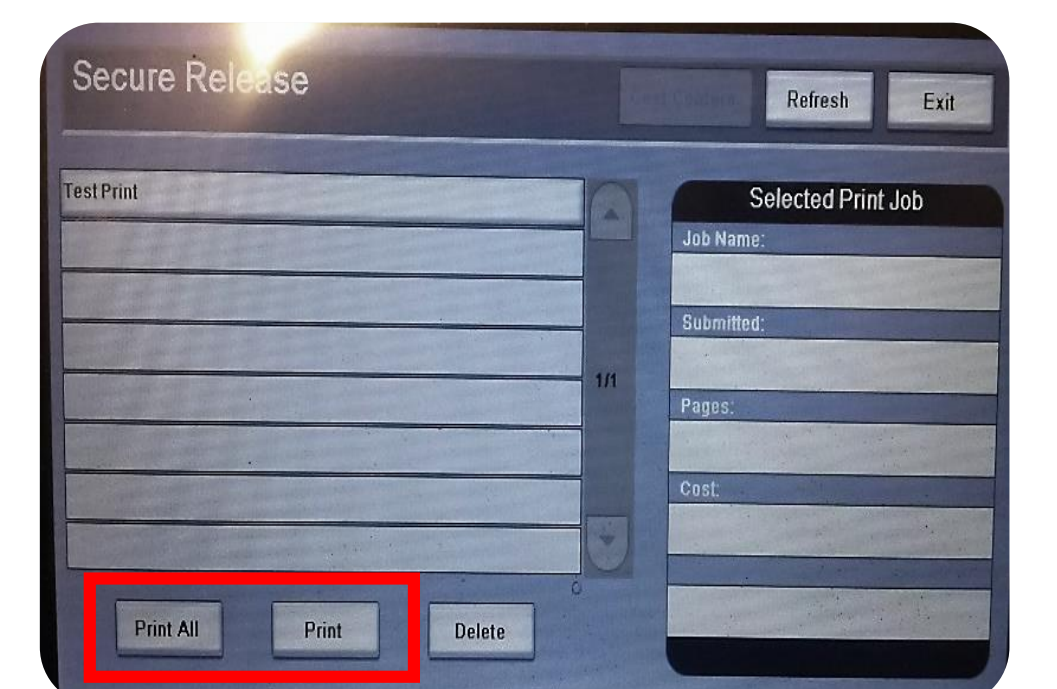 Secure Release
Refresh
Exit
Test Print
1/1
Selected Print Job
Job Name:
Submitted:
Pages:
Cost:
Print All
Print
Delete